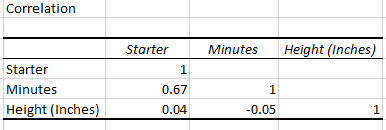 Correlation
Starter Minutes Height (Inches)
Starter 1
Minutes 0.67 1
Height (Inches) 0.04 -0.05 1